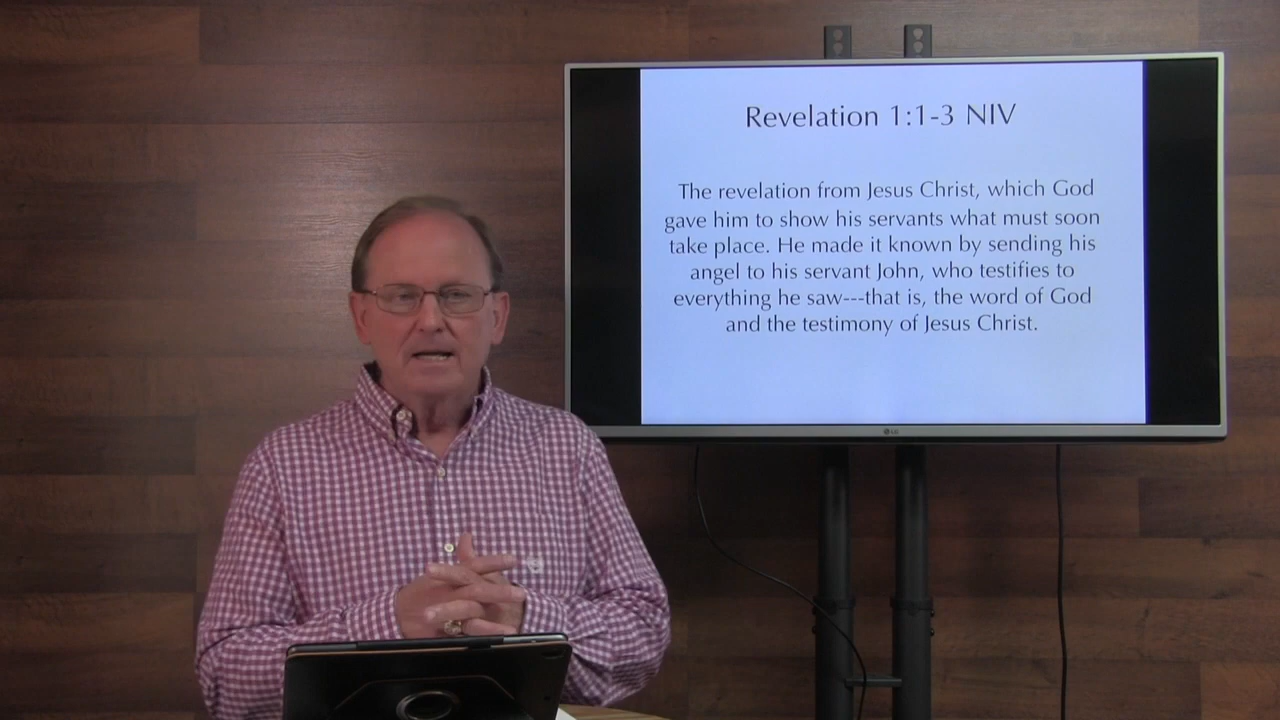 Revelation 1:1-3 NIV
The revelation from Jesus Christ, which God
gave him to show his servants what must soon
take place. He made it known by sending his
angel to his servant John, who testifies to
everything he saw---that is, the word of God
and the testimony of Jesus Christ.
LG